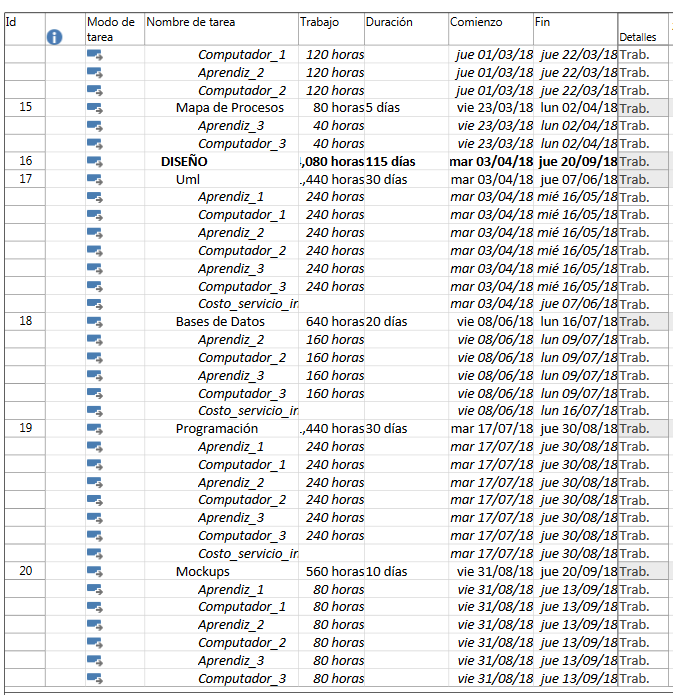 Id Modo de tarea Nombre de tarea Trabajo Duración Comienzo Fin Detalles
Computador_1 120 horas jue 01/03/18 jue 22/03/18 Trab.
Aprendiz_2 120 horas jue 01/03/18 jue 22/03/18 Trab.
Computador_2 120 horas jue 01/03/18 jue 22/03/18 Trab.
15 Mapa de Procesos 80 horas 5 días vie 23/03/18 lun 02/04/18 Trab.
Aprendiz_3 40 horas vie 23/03/18 lun 02/04/18 Trab.
Computador_3 40 horas vie 23/03/18 lun 02/04/18 Trab.
16 DISEÑO ,080 horas 115 días mar 03/04/18 jue 20/09/18 Trab.
17 Uml ,440 horas 30 días mar 03/04/18 jue 07/06/18 Trab.
Aprendiz_1 240 horas mar 03/04/18 mié 16/05/18 Trab.
Computador_1 240 horas mar 03/04/18 mié 16/05/18 Trab.
Aprendiz_2 240 horas mar 03/04/18 mié 16/05/18 Trab.
Computador_2 240 horas mar 03/04/18 mié 16/05/18 Trab.
Aprendiz_3 240 horas mar 03/04/18 mié 16/05/18 Trab.
Computador_3 240 horas mar 03/04/18 mié 16/05/18 Trab.
Costo_servicio_in mar 03/04/18 jue 07/06/18 Trab.
18 Bases de Datos 640 horas 20 días vie 08/06/18 lun 16/07/18 Trab.
Aprendiz_2 160 horas vie 08/06/18 lun 09/07/18 Trab.
Computador_2 160 horas vie 08/06/18 lun 09/07/18 Trab.
Aprendiz_3 160 horas vie 08/06/18 lun 09/07/18 Trab.
Computador_3 160 horas vie 08/06/18 lun 09/07/18 Trab.
Costo_servicio_in vie 08/06/18 lun 16/07/18 Trab.
19 Programación ,440 horas 30 días mar 17/07/18 jue 30/08/18 Trab.
Aprendiz_1 240 horas mar 17/07/18 jue 30/08/18 Trab.
Computador_1 240 horas mar 17/07/18 jue 30/08/18 Trab.
Aprendiz_2 240 horas mar 17/07/18 jue 30/08/18 Trab.
Computador_2 240 horas mar 17/07/18 jue 30/08/18 Trab.
Aprendiz_3 240 horas mar 17/07/18 jue 30/08/18 Trab.
Computador_3 240 horas mar 17/07/18 jue 30/08/18 Trab.
Costo_servicio_in mar 17/07/18 jue 30/08/18 Trab.
20 Mockups 560 horas 10 días vie 31/08/18 jue 20/09/18 Trab.
Aprendiz_1 80 horas vie 31/08/18 jue 13/09/18 Trab.
Computador_1 80 horas vie 31/08/18 jue 13/09/18 Trab.
Aprendiz_2 80 horas vie 31/08/18 jue 13/09/18 Trab.
Computador_2 80 horas vie 31/08/18 jue 13/09/18 Trab.
Aprendiz_3 80 horas vie 31/08/18 jue 13/09/18 Trab.
Computador_3 80 horas vie 31/08/18 jue 13/09/18 Trab.